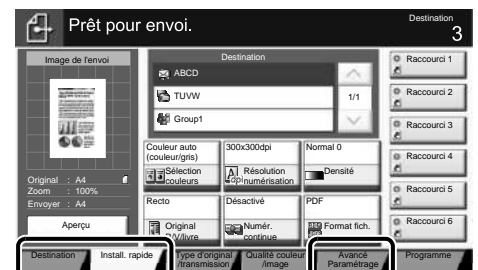 Prêt pour envoi.
Destination
3
Image de l'envoi
Original : A4
Zoom : 100%
Envoyer : A4
Aperçu
Destination
ABCD
TUVW
Group1
1/1
Couleur auto
(couleur/gris)
Sélection
couleurs
300x300dpi
Résolution
numérisation
Normal 0
Densité
Recto
Original
R/V/livre
Désactivé
Numér.
continue
PDF
Format fich.
Raccourci 1
Raccourci 2
Raccourci 3
Raccourci 4
Raccourci 5
Raccourci 6
Destination
Install. rapide
Type d'original
/transmission
Qualité couleur
/image
Avancé
Paramétrage
Programme